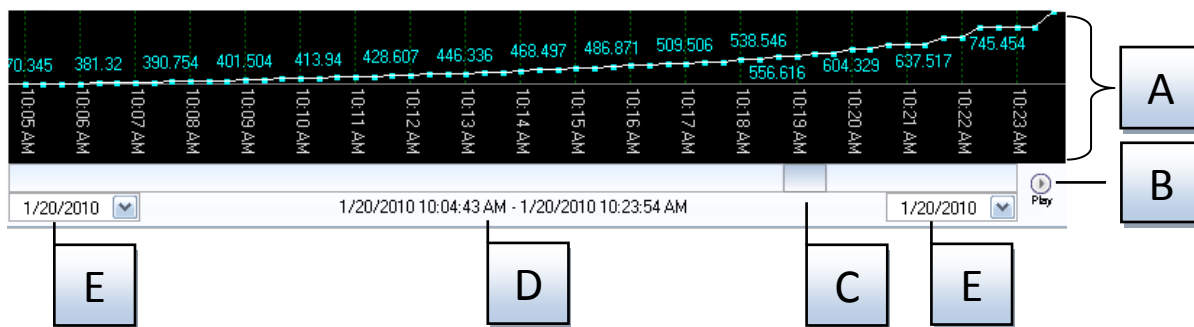 70.345 381.32 390.754 401.504 413.94 428.607 446.336 468.497 486.871 509.506 538.546 745.454
556.616 604.329 637.517
10:05 AM 10:06 AM 10:07 AM 10:08 AM 10:09 AM 10:10 AM 10:11 AM 10:12 AM 10:13 AM 10:14 AM 10:15 AM 10:16 AM 10:17 AM 10:18 AM 10:19 AM 10:20 AM 10:21 AM 10:22 AM 10:23 AM
A
B
Play
1/20/2010 1/20/2010 10:04:43 AM - 1/20/2010 10:23:54 AM 1/20/2010
E D C E